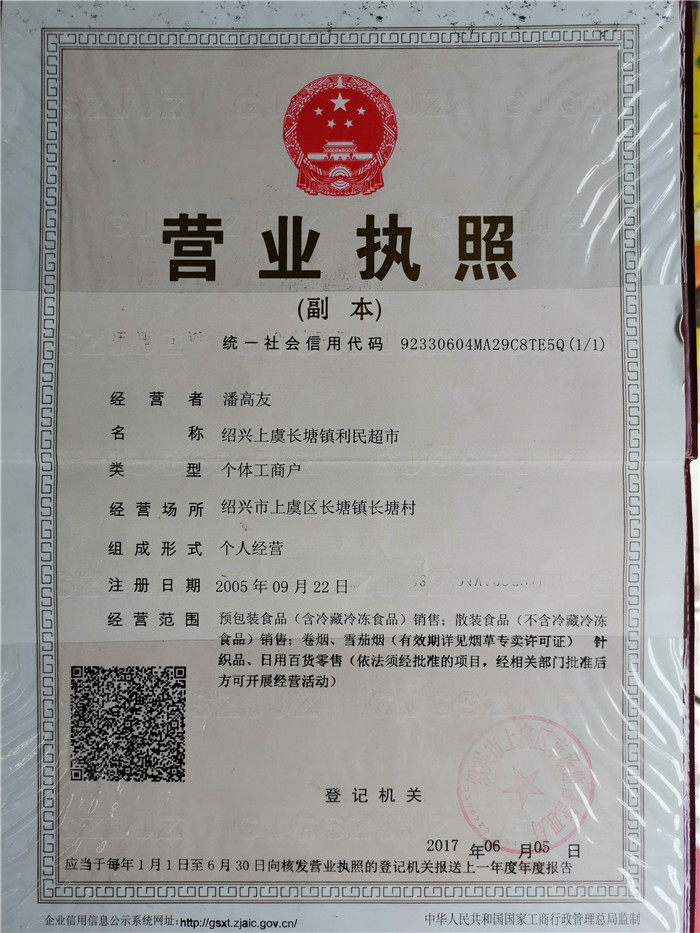 营业执照
(副 本)
统一社会信用代码 92330604MA29C8TE5Q(1/1)
经营者 潘高友
名称 绍兴上虞长塘镇利民超市
类型 个体工商户
经营场所 绍兴市上虞区长塘镇长塘村
组成形式 个人经营
注册日期 2005年09月22日
经营范围 预包装食品（含冷藏冷冻食品）销售；散装食品（不含冷藏冷冻
食品）销售；卷烟、雪茄烟（有效期详见烟草专卖许可证） 针
织品、日用百货零售（依法须经批准的项目，经相关部门批准后
方可开展经营活动）
登记机关
2017 年06 月05 日
应当于每年1月1日至6月30日向核发营业执照的登记机关报送上一年度年度报告
企业信用信息公示系统网址:http://gsxt.zjaic.gov.cn/
中华人民共和国国家工商行政管理总局监制